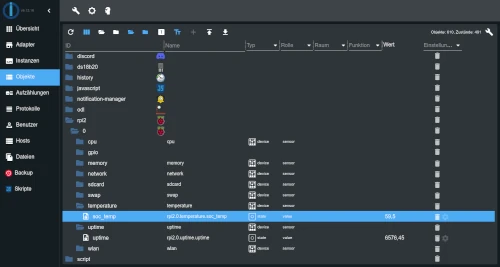 Übersicht
Objekte: 910, Zustände: 491
Adapter
ID Name Typ Rolle Raum Funktion Wert Einstellun...
Instanzen
discord
ds18b20
Objekte
history
Aufzählungen
javascript
notification-manager
Protokolle
odl
rpi2
Benutzer
0
Hosts
cpu cpu device sensor
gpio
Dateien
memory memory device sensor
Backup
network network device sensor
sdcard sdcard device sensor
Skripte
swap swap device sensor
temperature temperature device sensor
soc_temp rpi2.0.temperature.soc_temp state value 59,5
uptime uptime device sensor
uptime rpi2.0.uptime.uptime state value 6576,45
wlan wlan device sensor
script